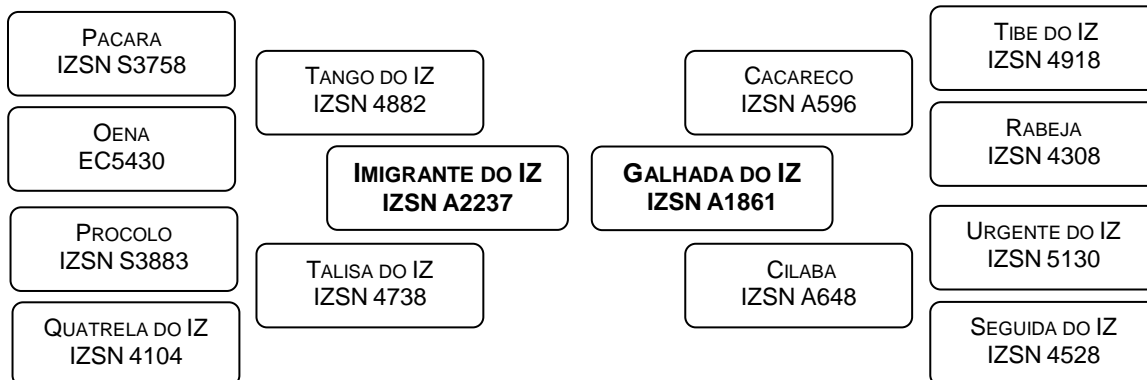 PACARA
IZSN S3758
OENA
EC5430
PROCOLO
IZSN S3883
QUATRELA DO IZ
IZSN 4104
TANGO DO IZ
IZSN 4882
TALISA DO IZ
IZSN 4738
IMIGRANTE DO IZ
IZSN A2237
GALHADA DO IZ
IZSN A1861
CACARECO
IZSN A596
CILABA
IZSN A648
TIBE DO IZ
IZSN 4918
RABEJA
IZSN 4308
URGENTE DO IZ
IZSN 5130
SEGUIDA DO IZ
IZSN 4528